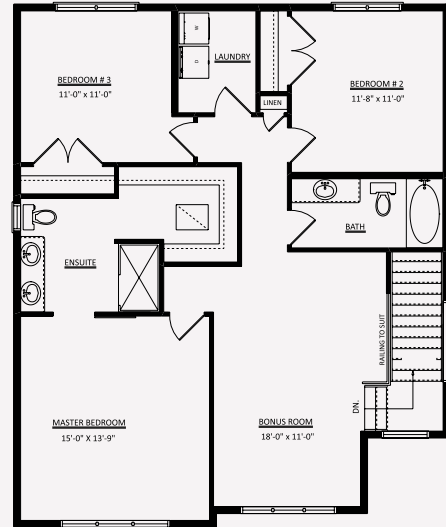 W
D
LAUNDRY
BEDROOM # 3
11'-0" X 11'-0"
BEDROOM # 2
11'-8" X 11'-0"
LINEN
BATH
ENSUITE
RAILING TO SUIT
DN.
MASTER BEDROOM
15'-0" X 13'-9"
BONUS ROOM
18'-0" x 11'-0"